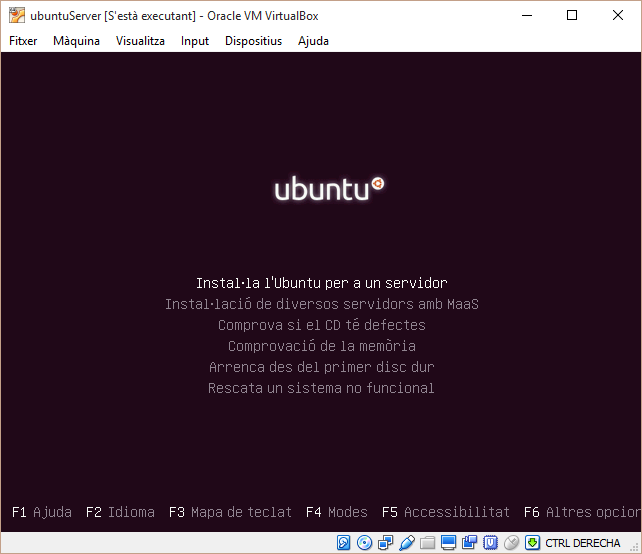 ubuntuServer [S'està executant] - Oracle VM VirtualBox
Fitxer Màquina Visualitza Input Dispositius Ajuda
ubuntu
Instal·la l'Ubuntu per a un servidor
Instal·lació de diversos servidors amb MaaS
Comprova si el CD té defectes
Comprovació de la memòria
Arrenca des del primer disc dur
Rescata un sistema no funcional
F1 Ajuda F2 Idioma F3 Mapa de teclat F4 Modes F5 Accessibilitat F6 Altres opcion
CTRL DERECHA